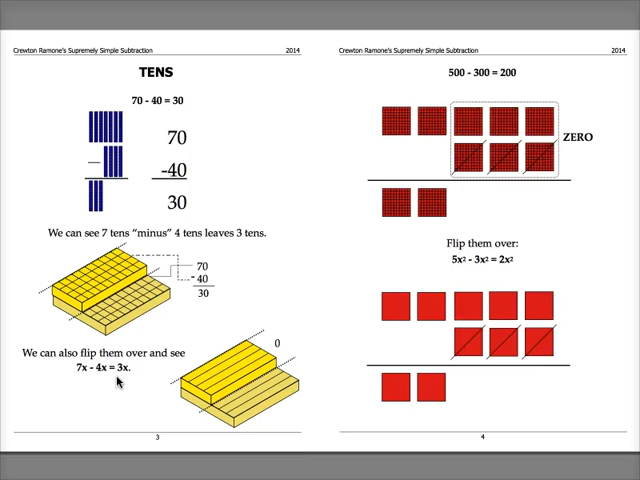 Crewton Ramone's Supremely Simple Subtraction 2014
TENS
70 - 40 = 30
70
-40
30
We can see 7 tens “minus” 4 tens leaves 3 tens.
70
- 40
30
We can also flip them over and see
7x - 4x = 3x.
0
3
Crewton Ramone's Supremely Simple Subtraction 2014
500 - 300 = 200
ZERO
Flip them over:
5x² - 3x² = 2x²
4